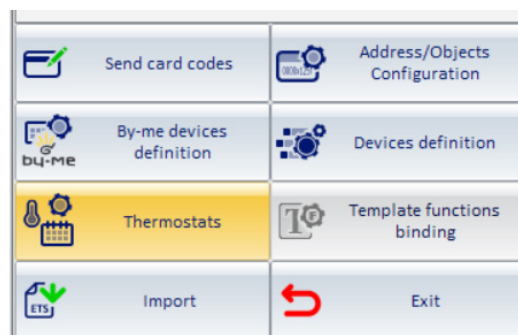 Send card codes
Address/Objects
Configuration
By-me devices
definition
by-me
Devices definition
Thermostats
Template functions
binding
ETS
Import
Exit